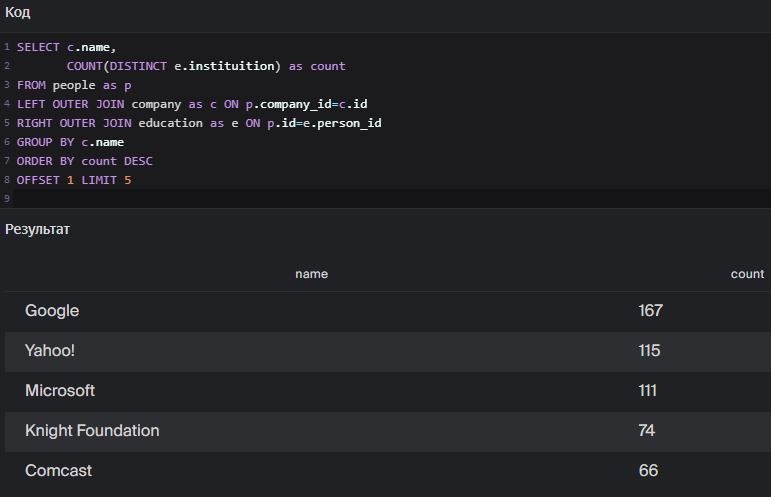 Код
1 SELECT c.name,
2 COUNT(DISTINCT e.instituition) as count
3 FROM people as p
4 LEFT OUTER JOIN company as c ON p.company_id=c.id
5 RIGHT OUTER JOIN education as e ON p.id=e.person_id
6 GROUP BY c.name
7 ORDER BY count DESC
8 OFFSET 1 LIMIT 5
9
Результат
name count
Google 167
Yahoo! 115
Microsoft 111
Knight Foundation 74
Comcast 66